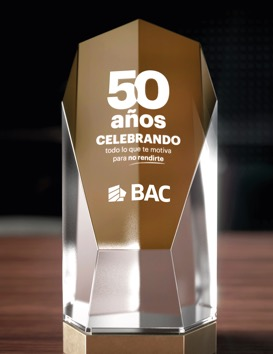 50
años
CELEBRANDO
todo lo que te motiva
para no rendirte
BAC